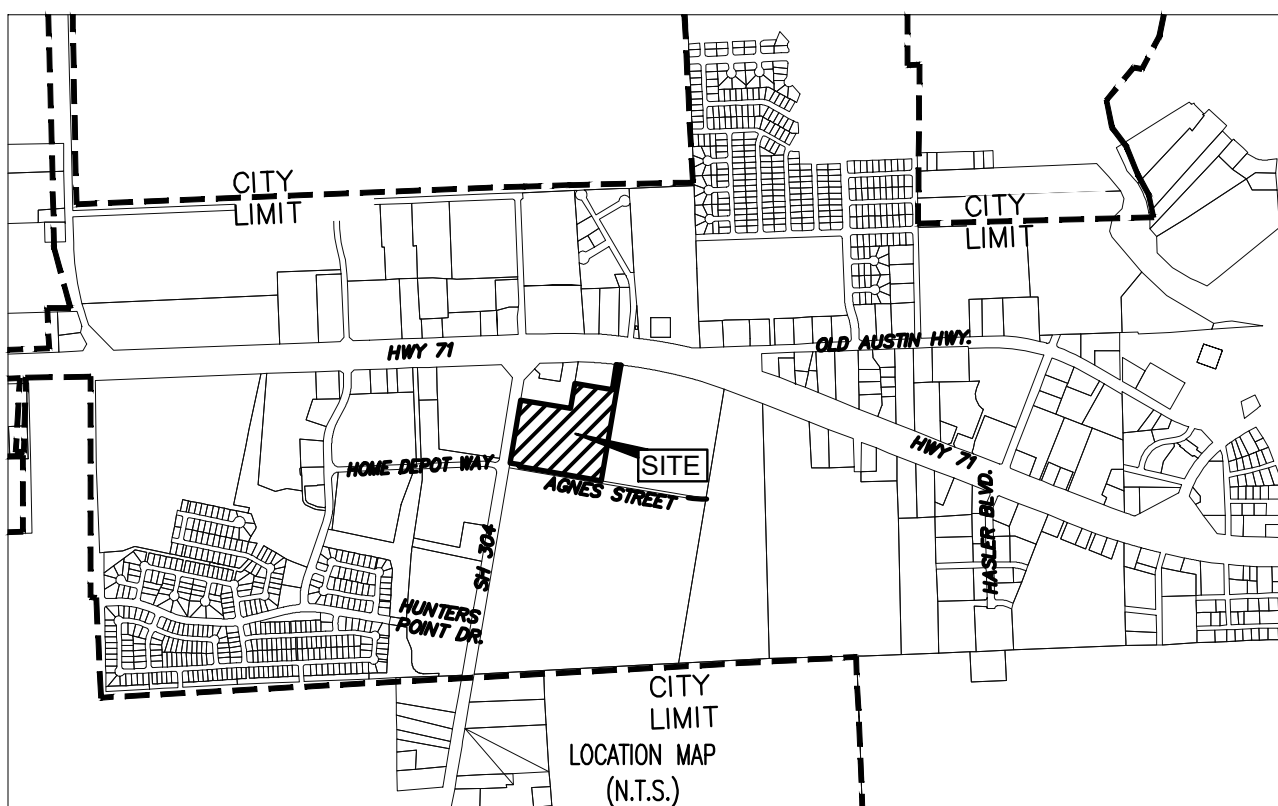 CITY
LIMIT
CITY
LIMIT
HWY 71
OLD AUSTIN HWY.
HWY 71
HOME DEPOT WAY
SITE
AGNES STREET
SH 304
HASLER BLVD.
HUNTERS
POINT DR.
CITY
LIMIT
LOCATION MAP
(N.T.S.)